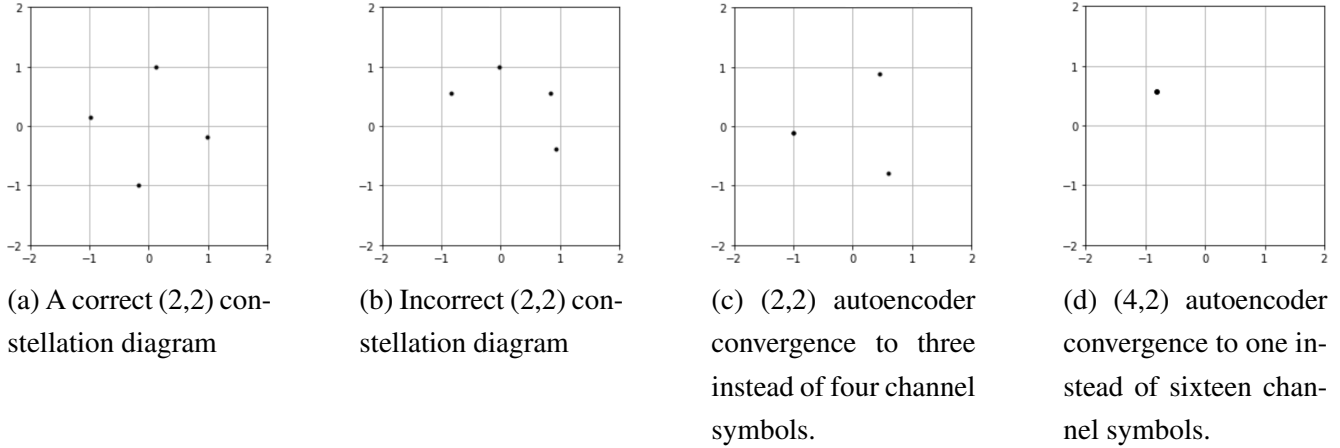 2
1
0
−1
−2
−2 −1 0 1 2
(a) A correct (2,2) con-
stellation diagram
2
1
0
−1
−2
−2 −1 0 1 2
(b) Incorrect (2,2) con-
stellation diagram
2
1
0
−1
−2
−2 −1 0 1 2
(c) (2,2) autoencoder
convergence to three
instead of four channel
symbols.
2
1
0
−1
−2
−2 −1 0 1 2
(d) (4,2) autoencoder
convergence to one in-
stead of sixteen chan-
nel symbols.